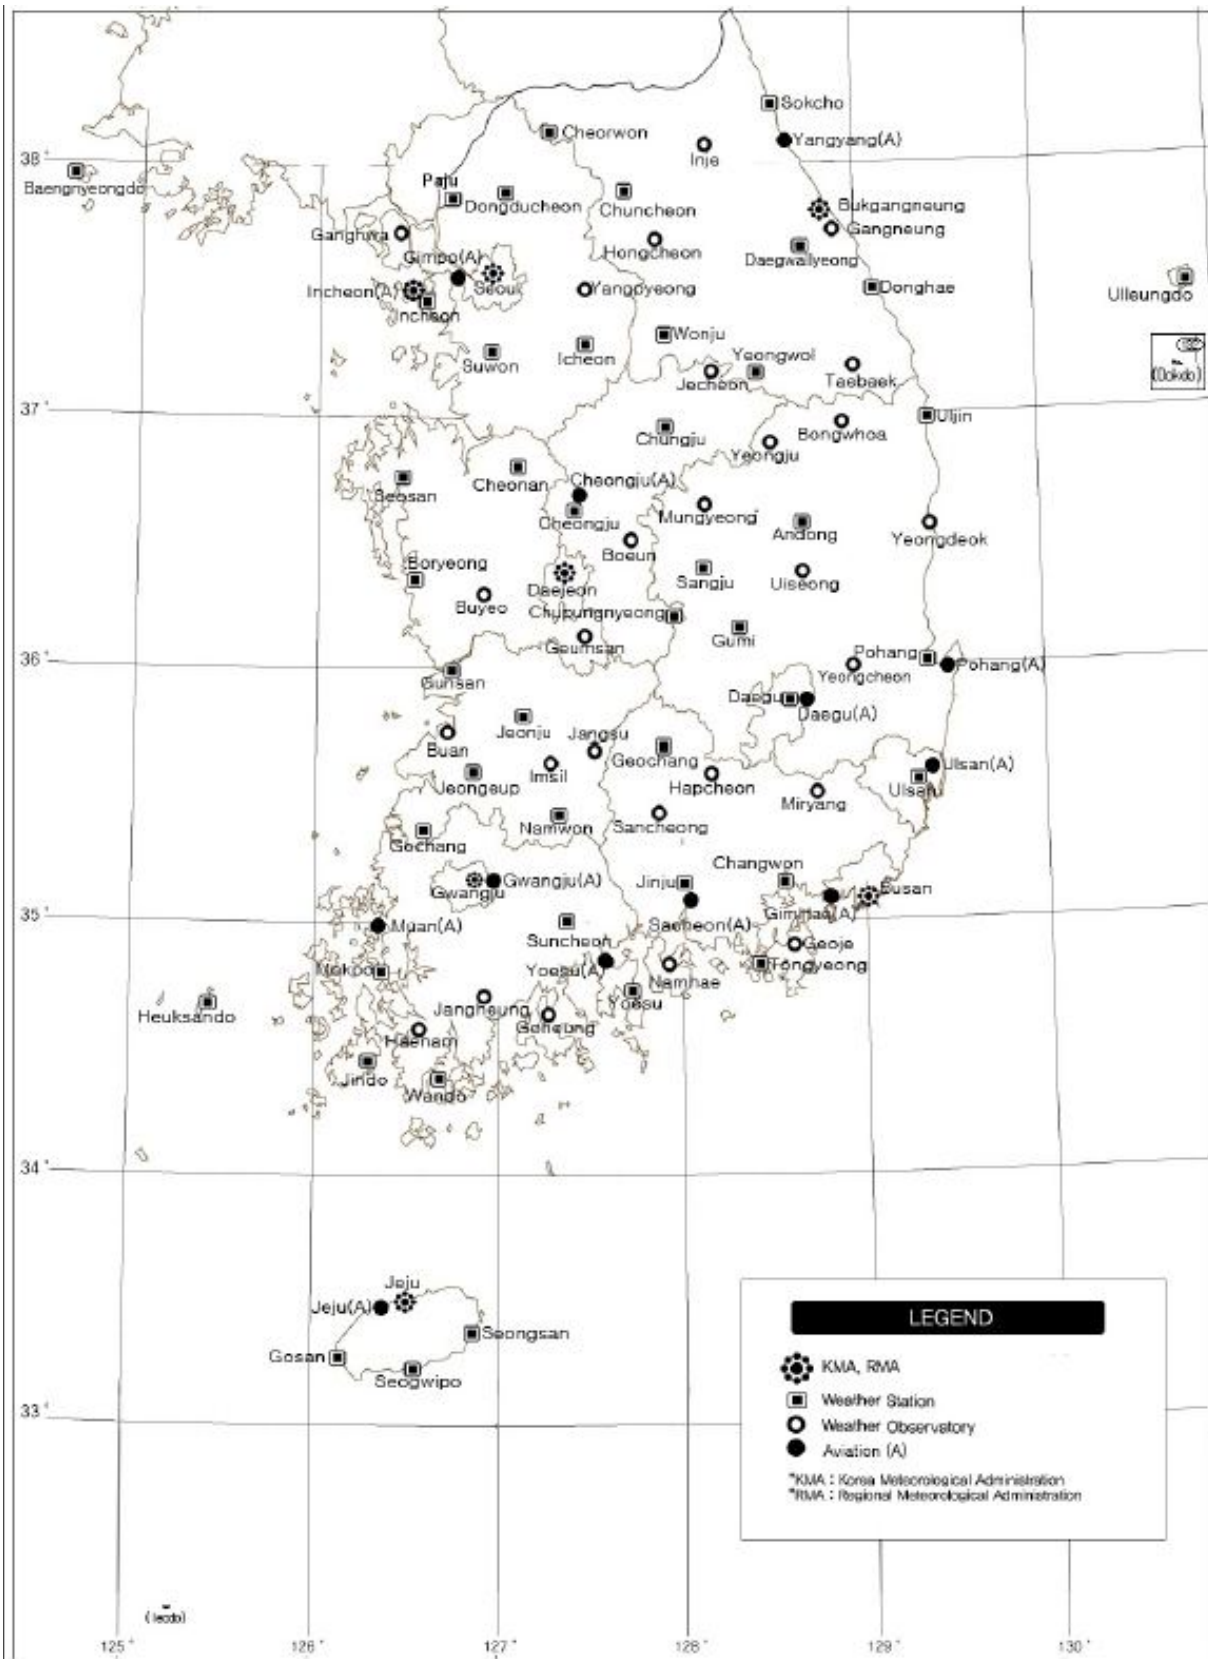 Sokcho
Cheorwon
Yangyang(A)
Inje
38°
Baengnyeongdo
Paju
Dongducheon
Chuncheon
Bukgangneung
Ganghwa
Hongcheon
Gangneung
Gimpo(A)
Daegwallyeong
Incheon(A)
Seoul
Yangpyeong
Donghae
Ulleungdo
Incheon
Wonju
Suwon
Icheon
Yeongwol
Jecheon
Taebaek
(Dokdo)
37°
Uljin
Chungju
Bongwhoa
Yeongju
Cheonan
Cheongju(A)
Seosan
Cheongju
Mungyeong
Andong
Yeongdeok
Boeun
Boryeong
Daejeon
Sangju
Uiseong
Buyeo
Chupungnyeong
Gumi
Geumsan
36°
Pohang
Pohang(A)
Gunsan
Yeongcheon
Daegu
Daegu(A)
Jeonju
Jangsu
Buan
Geochang
Ulsan(A)
Imsil
Jeongeup
Hapcheon
Ulsan
Miryang
Namwon
Sancheong
Gochang
Changwon
Gwangju
Gwangju(A)
Jinju
Busan
35°
Muan(A)
Sacheon(A)
Gimhae(A)
Suncheon
Geoje
Mokpo
Yoesu(A)
Namhae
Tongyeong
Heuksando
Jangheung
Yoesu
Goheung
Haenam
Jindo
Wando
34°
Jeju
Jeju(A)
Seongsan
Gosan
Seogwipo
33°
LEGEND
KMA, RMA
Weather Station
Weather Observatory
Aviation (A)
*KMA : Korea Meteorological Administration
*RMA : Regional Meteorological Administration
(Ieodo)
125° 126° 127° 128° 129° 130°